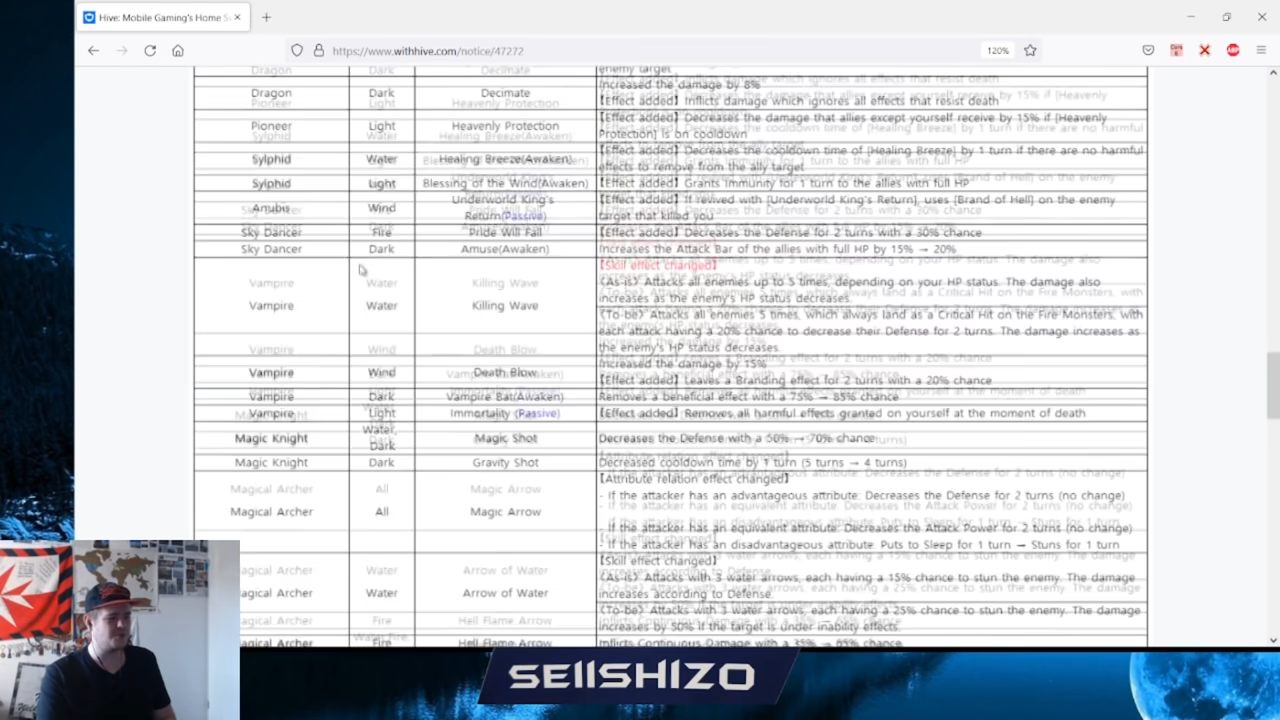 Hive: Mobile Gaming's Home S
https://www.withhive.com/notice/47272
120%
Dragon Dark Decimate
enemy target.
Increased the damage by 8%
Dragon Dark Decimate
[Effect added] Inflicts damage which ignores all effects that resist death
Pioneer Light Heavenly Protection
[Effect added] Decreases the damage that allies except yourself receive by 15% if [Heavenly
Protection] is on cooldown
Sylphid Water Healing Breeze(Awaken)
[Effect added] Decreases the cooldown time of [Healing Breeze] by 1 turn if there are no harmful
effects to remove from the ally target
Sylphid Light Blessing of the Wind(Awaken) [Effect added] Grants Immunity for 1 turn to the allies with full HP
Anubis Wind Underworld King's
Return(Passive)
[Effect added] If revived with [Underworld King's Return], uses [Brand of Hell] on the enemy
target that killed you
Sky Dancer Fire Pride Will Fall [Effect added] Decreases the Defense for 2 turns with a 30% chance
Sky Dancer Dark Amuse(Awaken) Increases the Attack Bar of the allies with full HP by 15% → 20%
[Skill effect changed]
Vampire Water Killing Wave
(As-is) Attacks all enemies up to 5 times, depending on your HP status. The damage also
increases as the enemy's HP status decreases.
(To-be) Attacks all enemies 5 times, which always land as a Critical Hit on the Fire Monsters, with
each attack having a 20% chance to decrease their Defense for 2 turns. The damage increases as
the enemy's HP status decreases.
Vampire Wind Death Blow
Increased the damage by 15%
[Effect added] Leaves a Branding effect for 2 turns with a 20% chance
Vampire Dark Vampire Bat(Awaken) Removes a beneficial effect with a 75% → 85% chance
Vampire Light Immortality (Passive) [Effect added] Removes all harmful effects granted on yourself at the moment of death
Magic Knight Water,
Dark
Magic Shot Decreases the Defense with a 50% → 70% chance
Magic Knight Dark Gravity Shot Decreased cooldown time by 1 turn (5 turns → 4 turns)
[Attribute relation effect changed]
Magical Archer All Magic Arrow
- If the attacker has an advantageous attribute: Decreases the Defense for 2 turns (no change)
- If the attacker has an equivalent attribute: Decreases the Attack Power for 2 turns (no change)
- If the attacker has an disadvantageous attribute: Puts to Sleep for 1 turn → Stuns for 1 turn
[Skill effect changed]
agical Archer Water Arrow of Water
(As-is) Attacks with 3 water arrows, each having a 15% chance to stun the enemy. The damage
increases according to Defense.
(To-be) Attacks with 3 water arrows, each having a 25% chance to stun the enemy. The damage
increases by 50% if the target is under inability effects.
agical Archer Fire Hell Flame Arrow Inflicts Continuous Damage with a 35% → 65% chance
SEIISHIZO